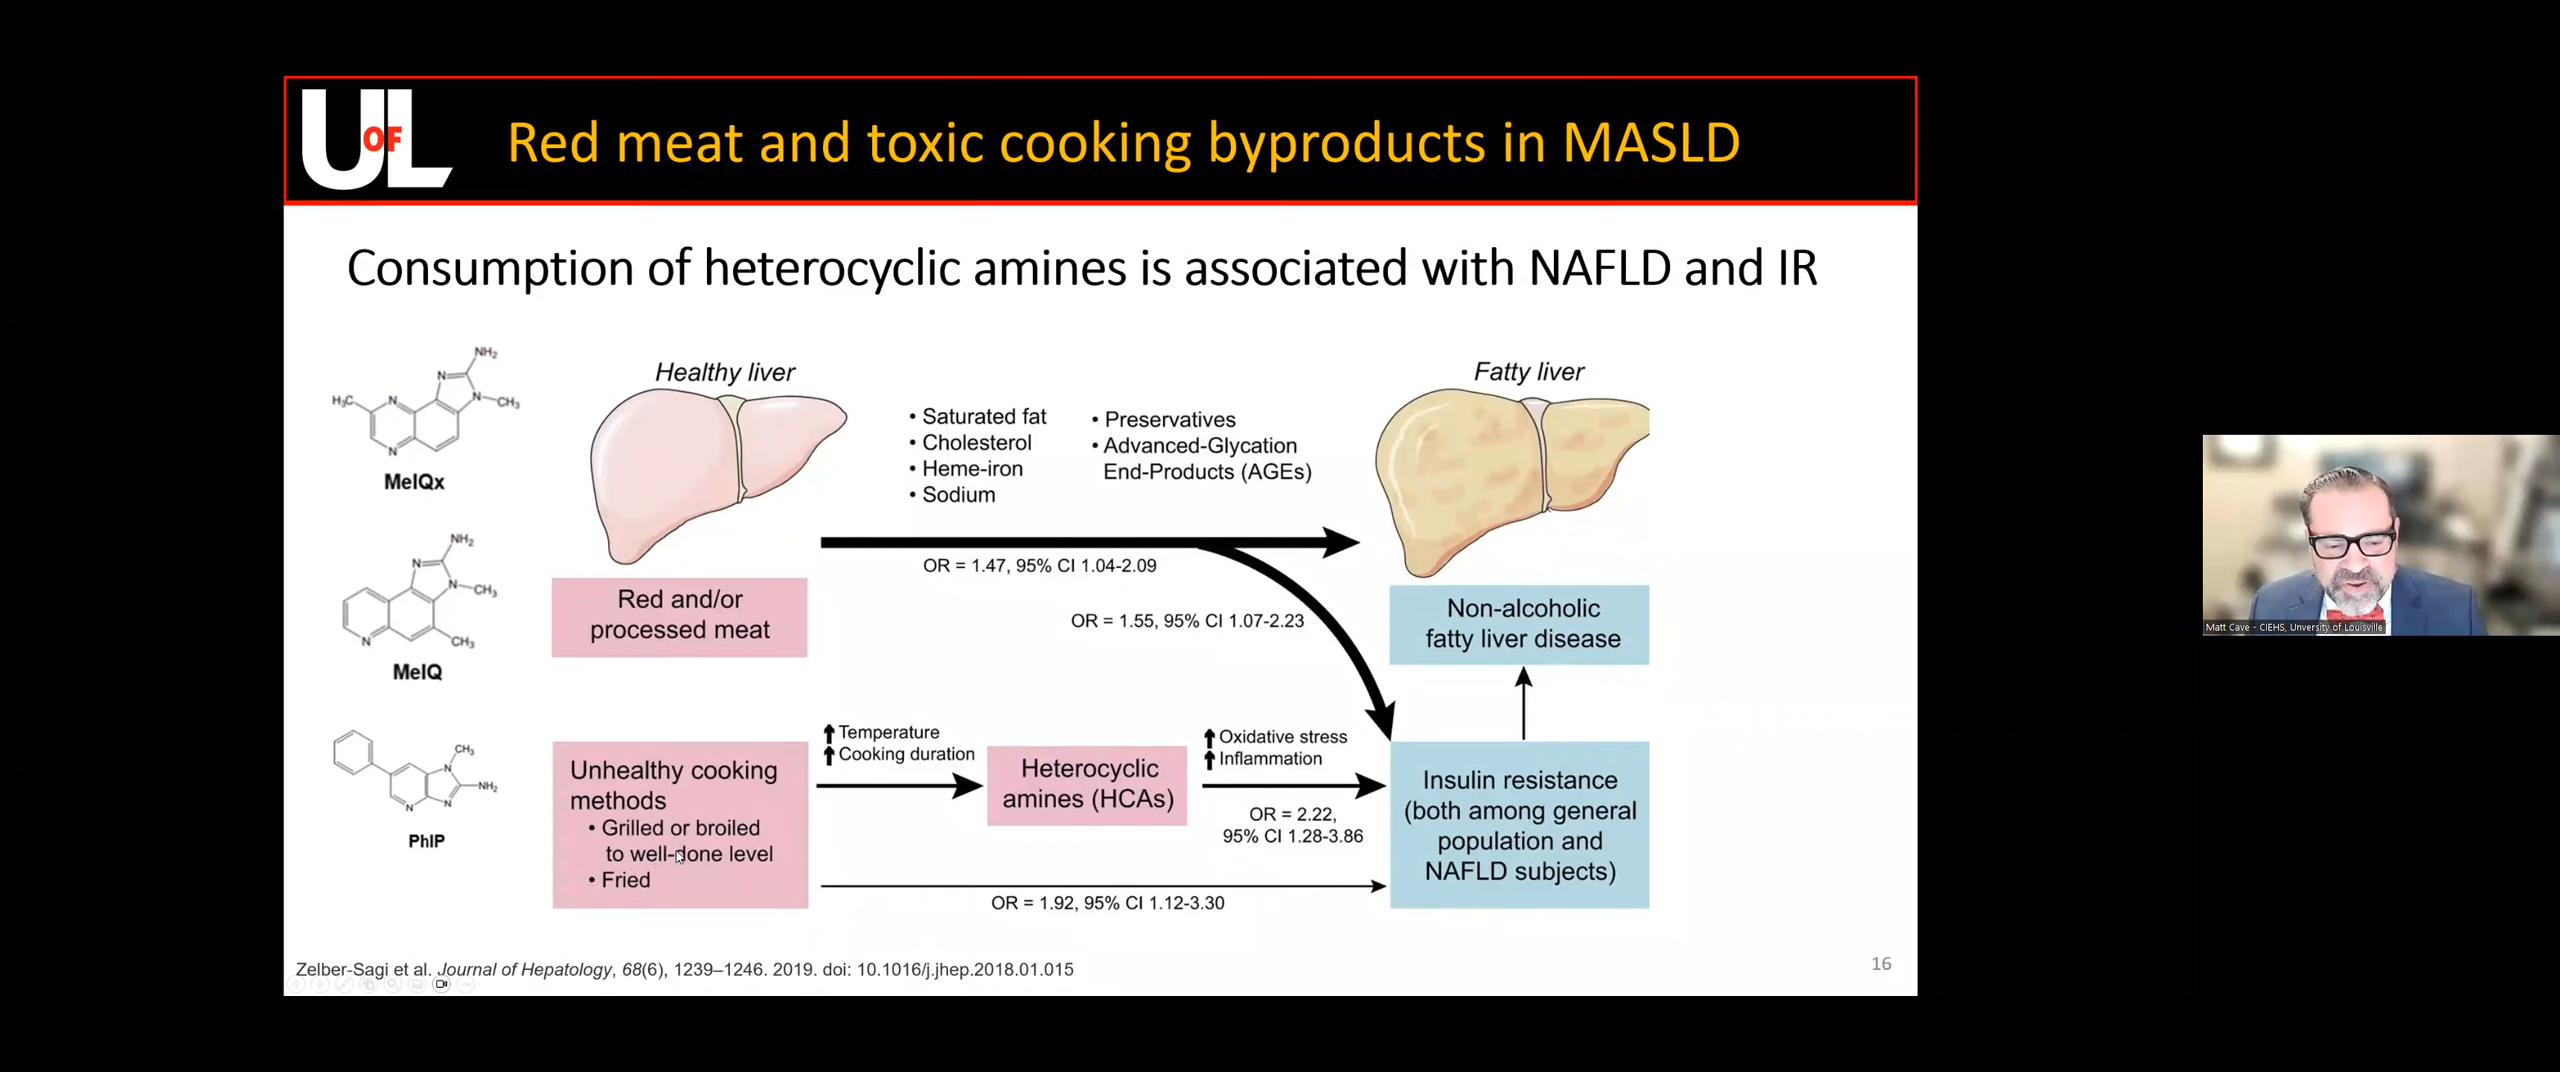 UofL
Red meat and toxic cooking byproducts in MASLD
Consumption of heterocyclic amines is associated with NAFLD and IR
NH₂
N
H₃C
N
N
CH₃
N
MeIQx
NH₂
N
N
CH₃
N
CH₃
MeIQ
CH₃
N
NH₂
N
N
PhIP
Healthy liver
• Saturated fat
• Cholesterol
• Heme-iron
• Sodium
• Preservatives
• Advanced-Glycation
End-Products (AGEs)
Fatty liver
OR = 1.47, 95% CI 1.04-2.09
OR = 1.55, 95% CI 1.07-2.23
Red and/or
processed meat
Non-alcoholic
fatty liver disease
Unhealthy cooking
methods
• Grilled or broiled
to well-done level
• Fried
Temperature
Cooking duration
Heterocyclic
amines (HCAs)
Oxidative stress
Inflammation
OR = 2.22,
95% CI 1.28-3.86
OR = 1.92, 95% CI 1.12-3.30
Insulin resistance
(both among general
population and
NAFLD subjects)
Zelber-Sagi et al. Journal of Hepatology, 68(6), 1239–1246. 2019. doi: 10.1016/j.jhep.2018.01.015
16
Matt Cave - CIEHS, Unversity of Louisville